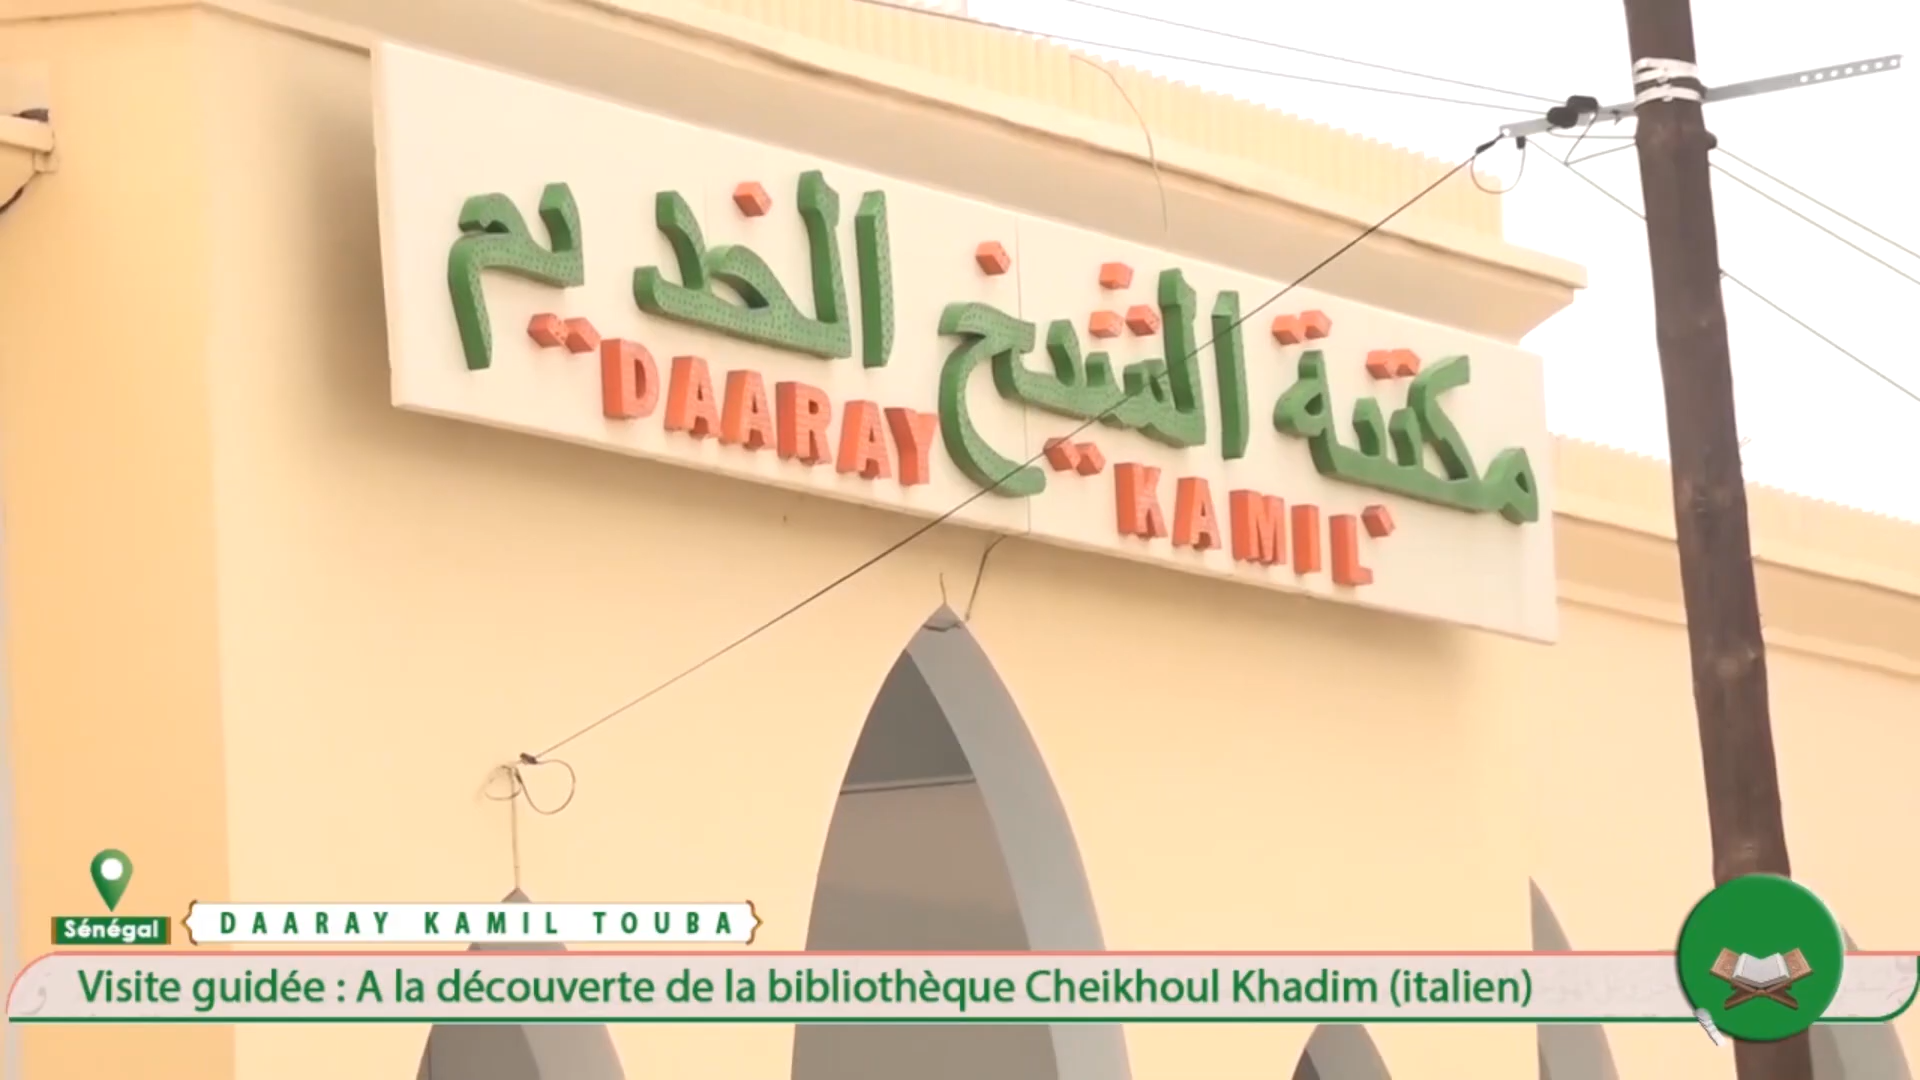 مكتبة الشيخ الخديم
DAARAY KAMIL
Sénégal
DAARAY KAMIL TOUBA
Visite guidée : A la découverte de la bibliothèque Cheikhoul Khadim (italien)